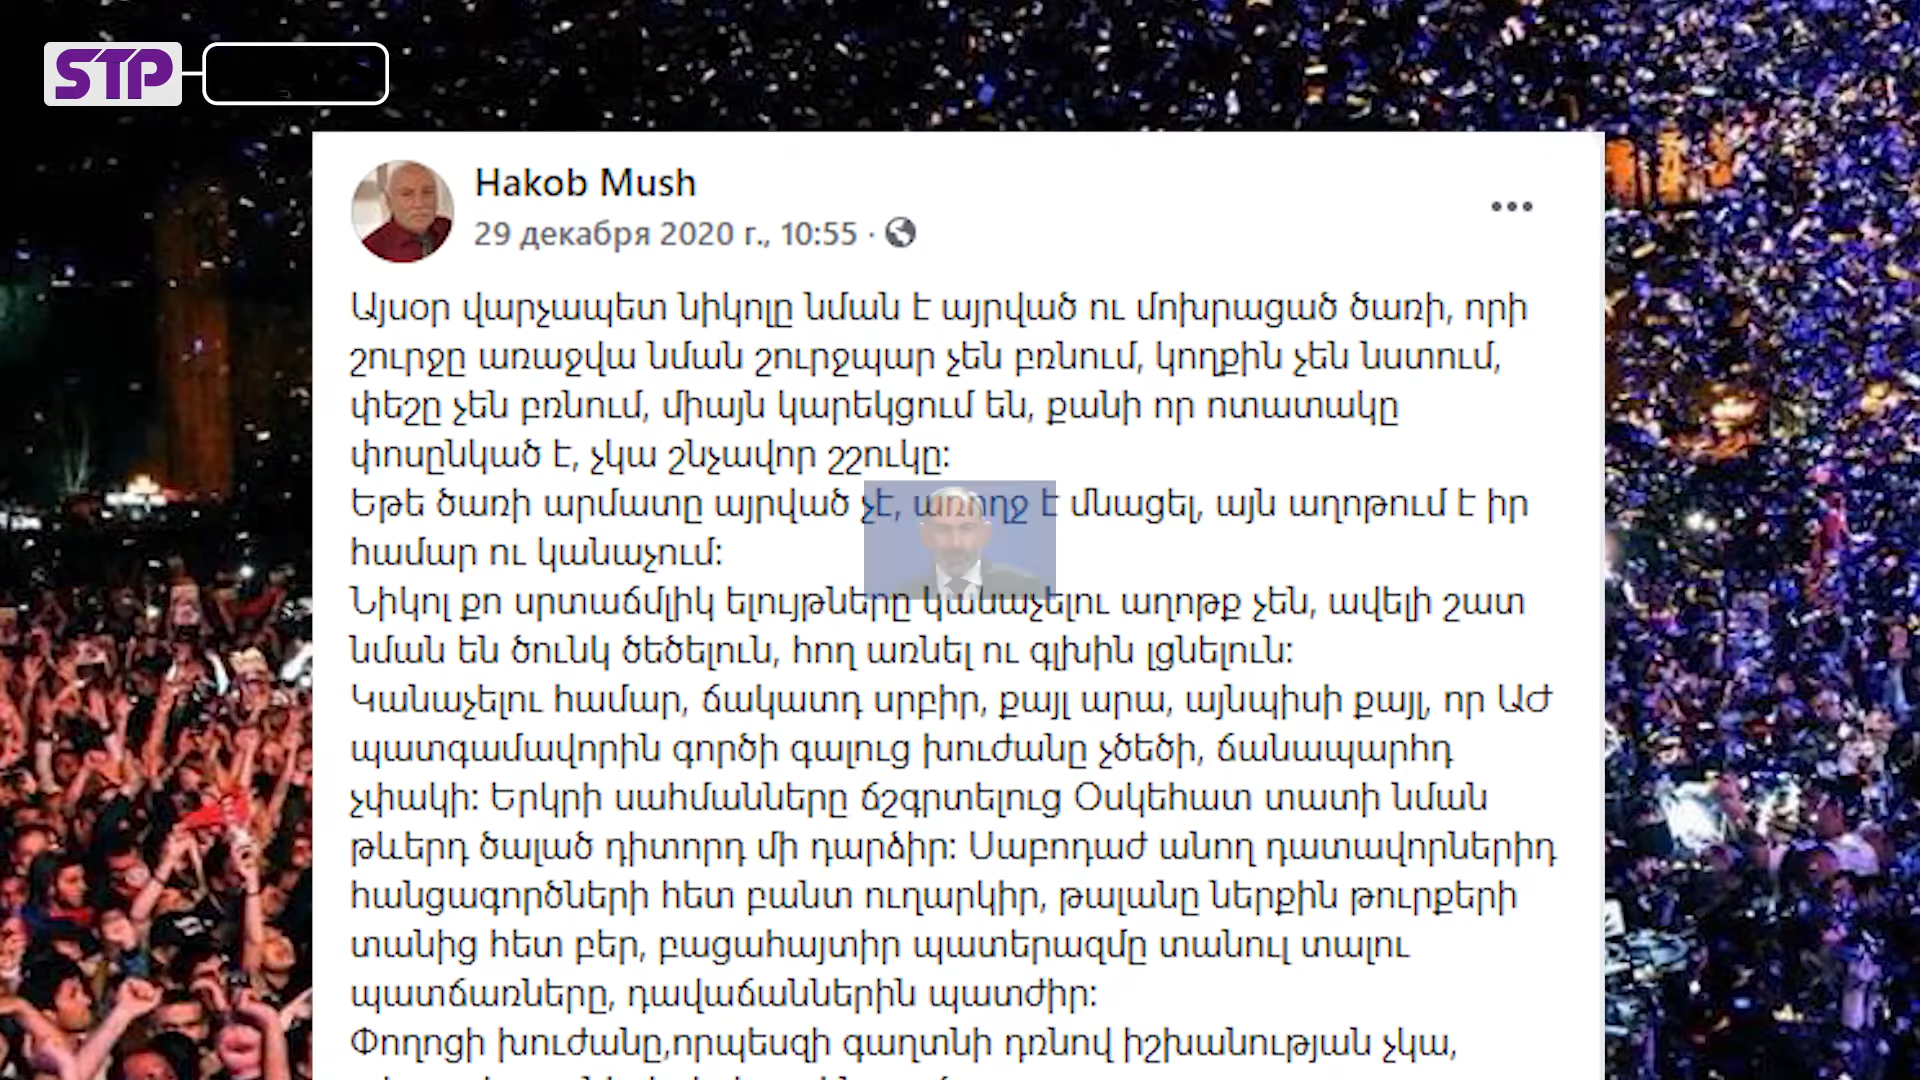 STP
Hakob Mush
29 декабря 2020 г., 10:55 ·
Այսօր վարչապետ նիկոլը նման է այրված ու մոխրացած ծառի, որի
շուրջը առաջվա նման շուրջպար չեն բռնում, կողքին չեն նստում,
փեշը չեն բռնում, միայն կարեկցում են, քանի որ ոտատակը
փոսընկած է, չկա շնչավոր շշուկը:
Եթե ծառի արմատը այրված չէ, առողջ է մնացել, այն աղոթում է իր
համար ու կանաչում:
Նիկոլ քո սրտաճմլիկ ելույթները կանաչելու աղոթք չեն, ավելի շատ
նման են ծունկ ծեծելուն, հող առնել ու գլխին լցնելուն:
Կանաչելու համար, ճակատդ սրբիր, քայլ արա, այնպիսի քայլ, որ ԱԺ
պատգամավորին գործի գալուց խուժանը չծեծի, ճանապարհդ
չփակի: Երկրի սահմանները ճշգրտելուց Օսկեհատ տատի նման
թևերդ ծալած դիտորդ մի դարձիր: Սաբոդաժ անող դատավորներիդ
հանցագործների հետ բանտ ուղարկիր, թալանը ներքին թուրքերի
տանից հետ բեր, բացահայտիր պատերազմը տանուլ տալու
պատճառները, դավաճաններին պատժիր:
Փողոցի խուժանը,որպեսզի գաղտնի դռնով իշխանության չկա,